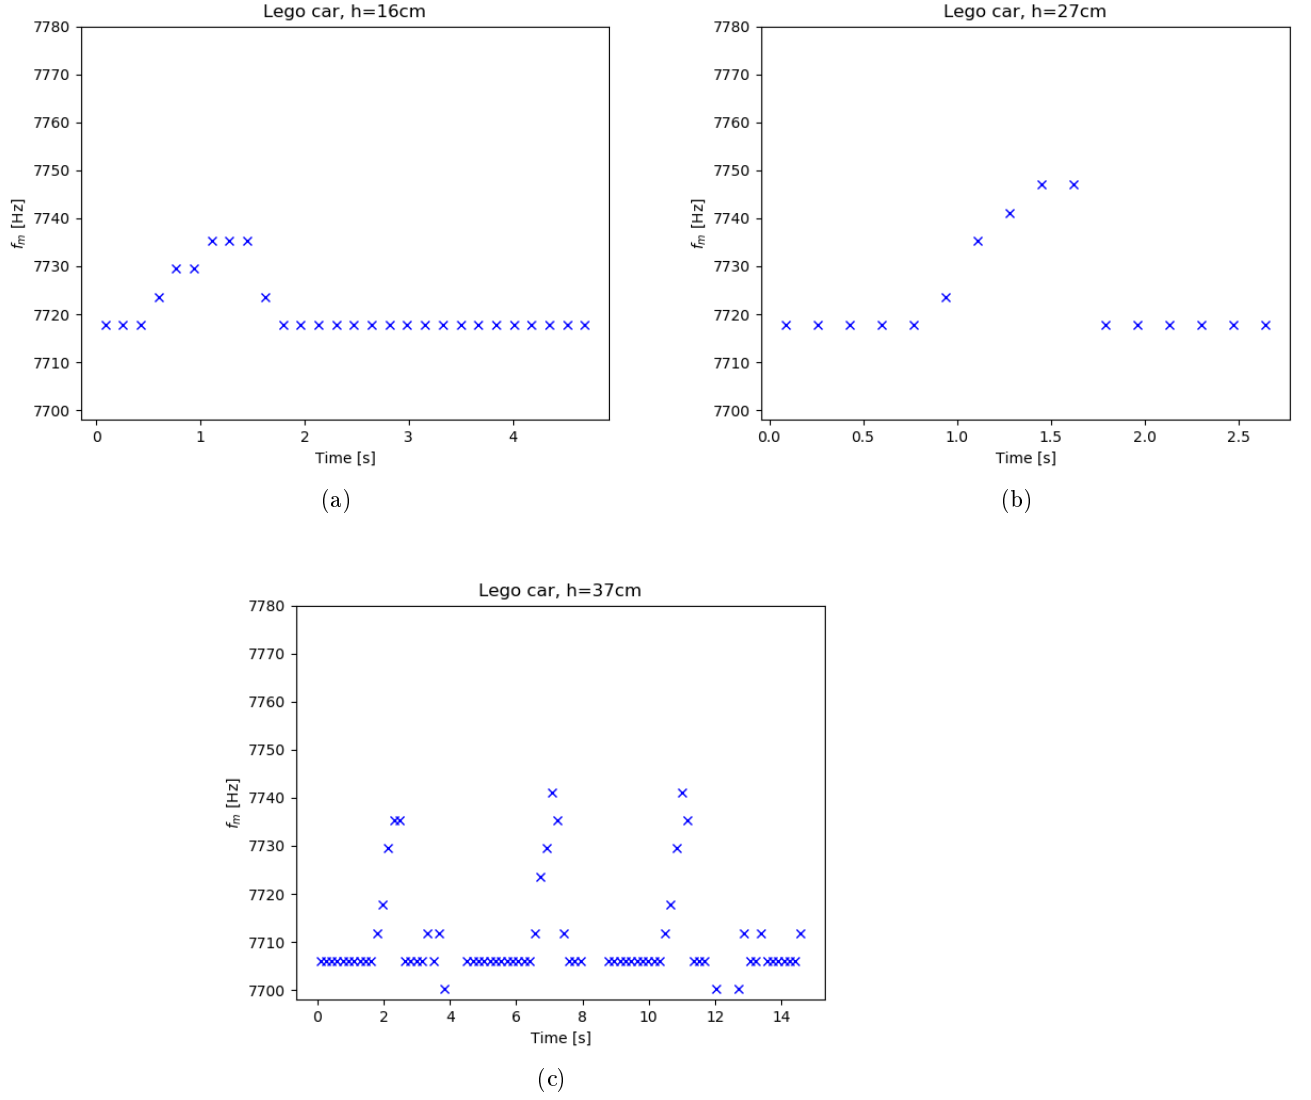 Lego car, h=16cm
7780
7770
7760
7750
7740
7730
7720
7710
7700
f_m [Hz]
0 1 2 3 4
Time [s]
(a)
Lego car, h=27cm
7780
7770
7760
7750
7740
7730
7720
7710
7700
f_m [Hz]
0.0 0.5 1.0 1.5 2.0 2.5
Time [s]
(b)
Lego car, h=37cm
7780
7770
7760
7750
7740
7730
7720
7710
7700
f_m [Hz]
0 2 4 6 8 10 12 14
Time [s]
(c)